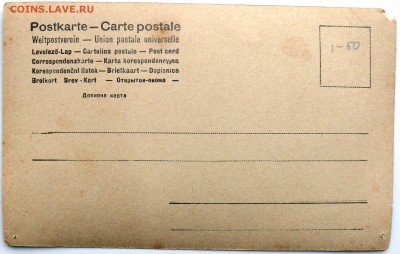 COINS.LAVE.RU
Postkarte — Carte postale
Weltpostverein — Union postale universelle
Levelező-Lap — Cartolina postale — Post card
Correspondenzkarte — Karta korespondencyjna
Korespondenční lístek — Briefkaart — Dopisnice
Brefkort Brev-Kort — Открытое письмо —
Дописна карта
1-50